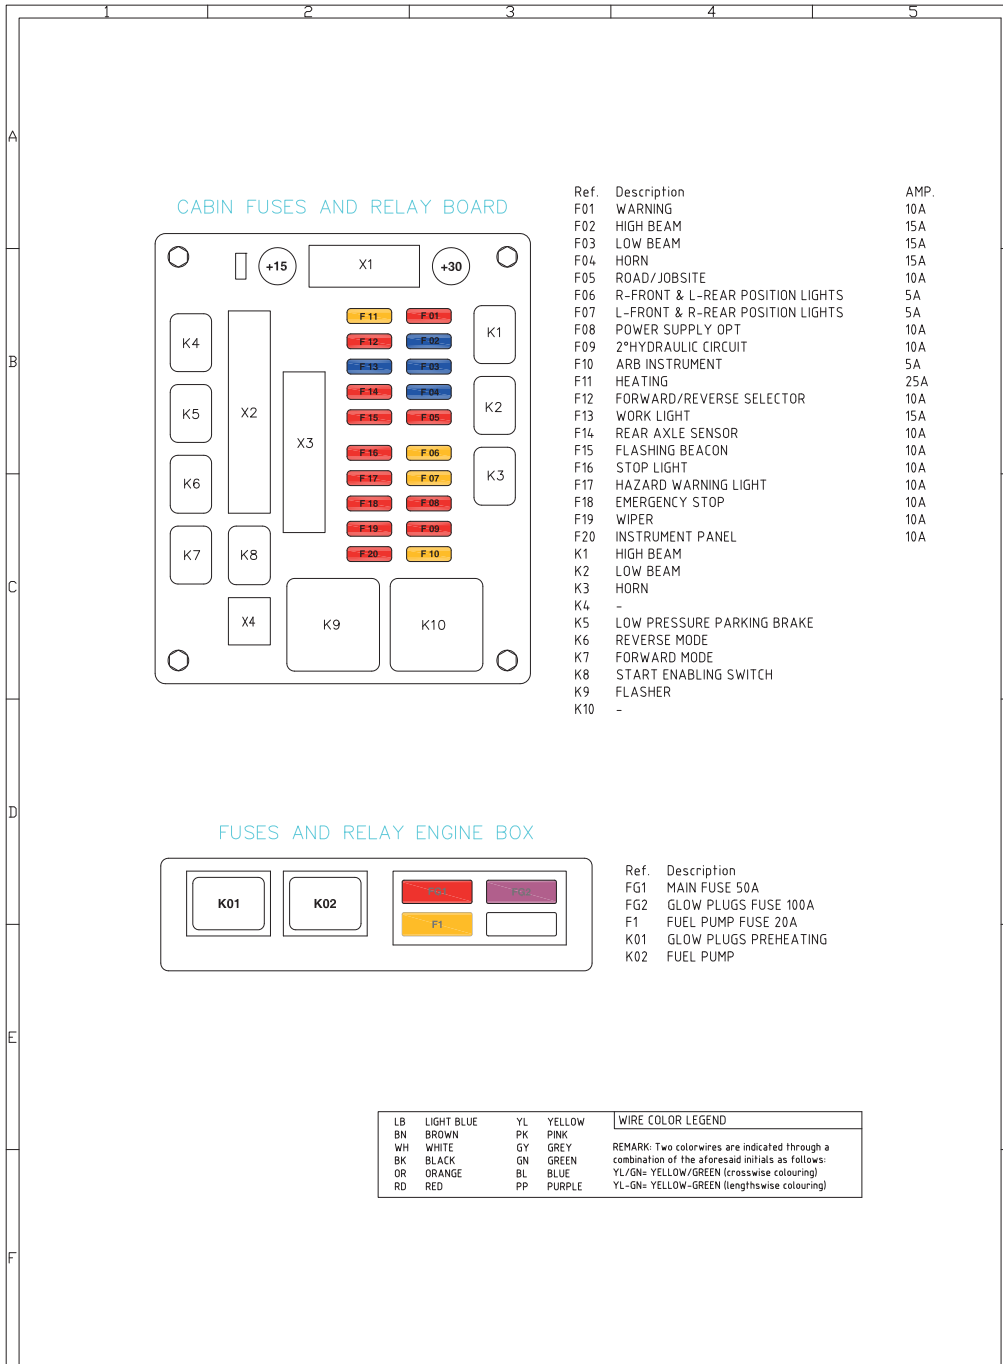 1 2 3 4 5
A
B
C
D
E
F
CABIN FUSES AND RELAY BOARD
+15
X1
+30
K4
K5
K6
K7
K8
X2
X3
X4
F 11 F 01
F 12 F 02
F 13 F 03
F 14 F 04
F 15 F 05
F 16 F 06
F 17 F 07
F 18 F 08
F 19 F 09
F 20 F 10
K1
K2
K3
K9
K10
Ref. Description AMP.
F01 WARNING 10A
F02 HIGH BEAM 15A
F03 LOW BEAM 15A
F04 HORN 15A
F05 ROAD/JOBSITE 10A
F06 R-FRONT & L-REAR POSITION LIGHTS 5A
F07 L-FRONT & R-REAR POSITION LIGHTS 5A
F08 POWER SUPPLY OPT 10A
F09 2°HYDRAULIC CIRCUIT 10A
F10 ARB INSTRUMENT 5A
F11 HEATING 25A
F12 FORWARD/REVERSE SELECTOR 10A
F13 WORK LIGHT 15A
F14 REAR AXLE SENSOR 10A
F15 FLASHING BEACON 10A
F16 STOP LIGHT 10A
F17 HAZARD WARNING LIGHT 10A
F18 EMERGENCY STOP 10A
F19 WIPER 10A
F20 INSTRUMENT PANEL 10A
K1 HIGH BEAM
K2 LOW BEAM
K3 HORN
K4 -
K5 LOW PRESSURE PARKING BRAKE
K6 REVERSE MODE
K7 FORWARD MODE
K8 START ENABLING SWITCH
K9 FLASHER
K10 -
FUSES AND RELAY ENGINE BOX
K01
K02
FG1 FG2
F1
Ref. Description
FG1 MAIN FUSE 50A
FG2 GLOW PLUGS FUSE 100A
F1 FUEL PUMP FUSE 20A
K01 GLOW PLUGS PREHEATING
K02 FUEL PUMP
LB LIGHT BLUE YL YELLOW
BN BROWN PK PINK
WH WHITE GY GREY
BK BLACK GN GREEN
OR ORANGE BL BLUE
RD RED PP PURPLE
WIRE COLOR LEGEND
REMARK: Two colorwires are indicated through a
combination of the aforesaid initials as follows:
YL/GN= YELLOW/GREEN (crosswise colouring)
YL-GN= YELLOW-GREEN (lengthswise colouring)